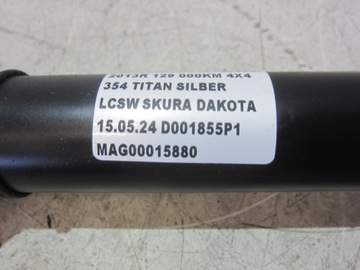 2013R 129 000KM 4X4
354 TITAN SILBER
LCSW SKURA DAKOTA
15.05.24 D001855P1
MAG00015880